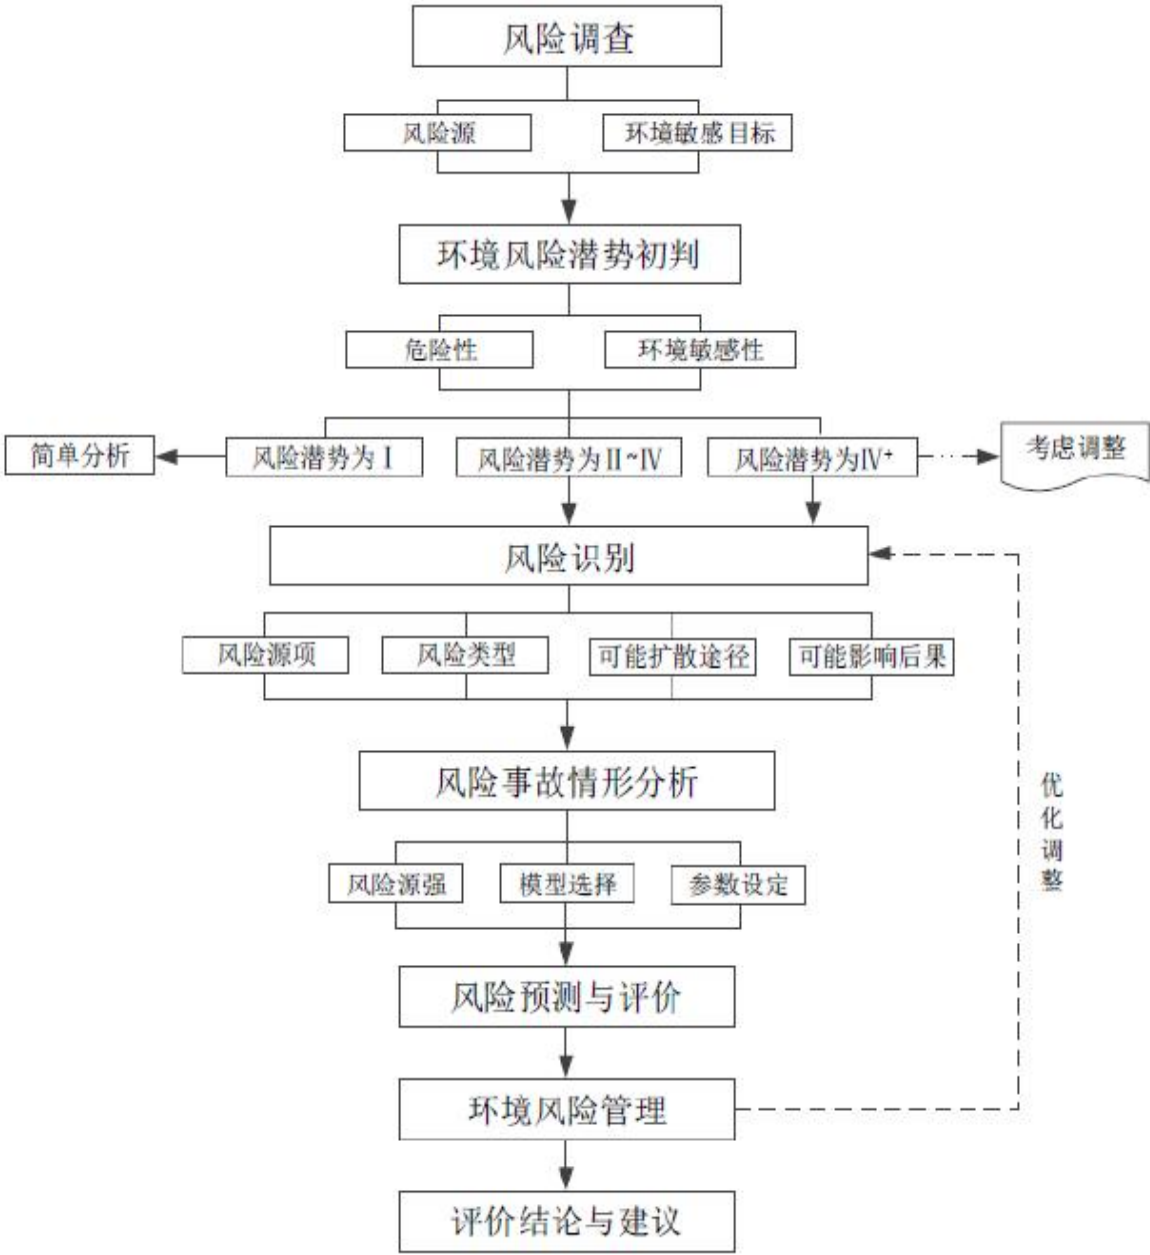 风险调查
风险源
环境敏感目标
环境风险潜势初判
危险性
环境敏感性
简单分析
风险潜势为Ⅰ
风险潜势为Ⅱ~Ⅳ
风险潜势为Ⅳ⁺
考虑调整
风险识别
风险源项
风险类型
可能扩散途径
可能影响后果
风险事故情形分析
优化调整
风险源强
模型选择
参数设定
风险预测与评价
环境风险管理
评价结论与建议